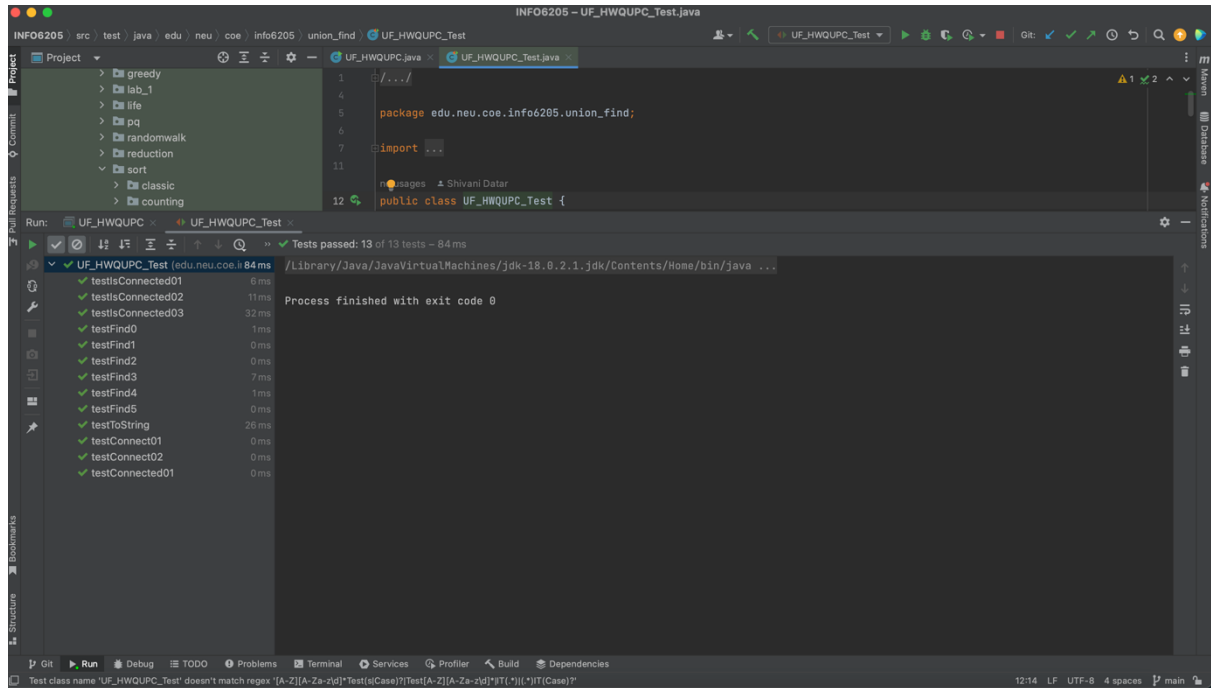 INFO6205 – UF_HWQUPC_Test.java
INFO6205 〉 src 〉 test 〉 java 〉 edu 〉 neu 〉 coe 〉 info6205 〉 union_find 〉 UF_HWQUPC_Test
UF_HWQUPC_Test
Git:
Project
UF_HWQUPC.java
UF_HWQUPC_Test.java
greedy
lab_1
life
pq
randomwalk
reduction
sort
classic
counting
1 /.../
4
5 package edu.neu.coe.info6205.union_find;
6
7 import ...
11
usages Shivani Datar
12 public class UF_HWQUPC_Test {
1 2
Project
Commit
Pull Requests
Bookmarks
Structure
m
Maven
Database
Notifications
Run: UF_HWQUPC UF_HWQUPC_Test
» Tests passed: 13 of 13 tests – 84 ms
UF_HWQUPC_Test (edu.neu.coe.in 84 ms
testIsConnected01 6 ms
testIsConnected02 11 ms
testIsConnected03 32 ms
testFind0 1 ms
testFind1 0 ms
testFind2 0 ms
testFind3 7 ms
testFind4 1 ms
testFind5 0 ms
testToString 26 ms
testConnect01 0 ms
testConnect02 0 ms
testConnected01 0 ms
/Library/Java/JavaVirtualMachines/jdk-18.0.2.1.jdk/Contents/Home/bin/java ...
Process finished with exit code 0
Git Run Debug TODO Problems Terminal Services Profiler Build Dependencies
Test class name 'UF_HWQUPC_Test' doesn't match regex '[A-Z][A-Za-z\d]*Test(s|Case)?|Test[A-Z][A-Za-z\d]*|IT(.*)|(.*)IT(Case)?'
12:14 LF UTF-8 4 spaces main